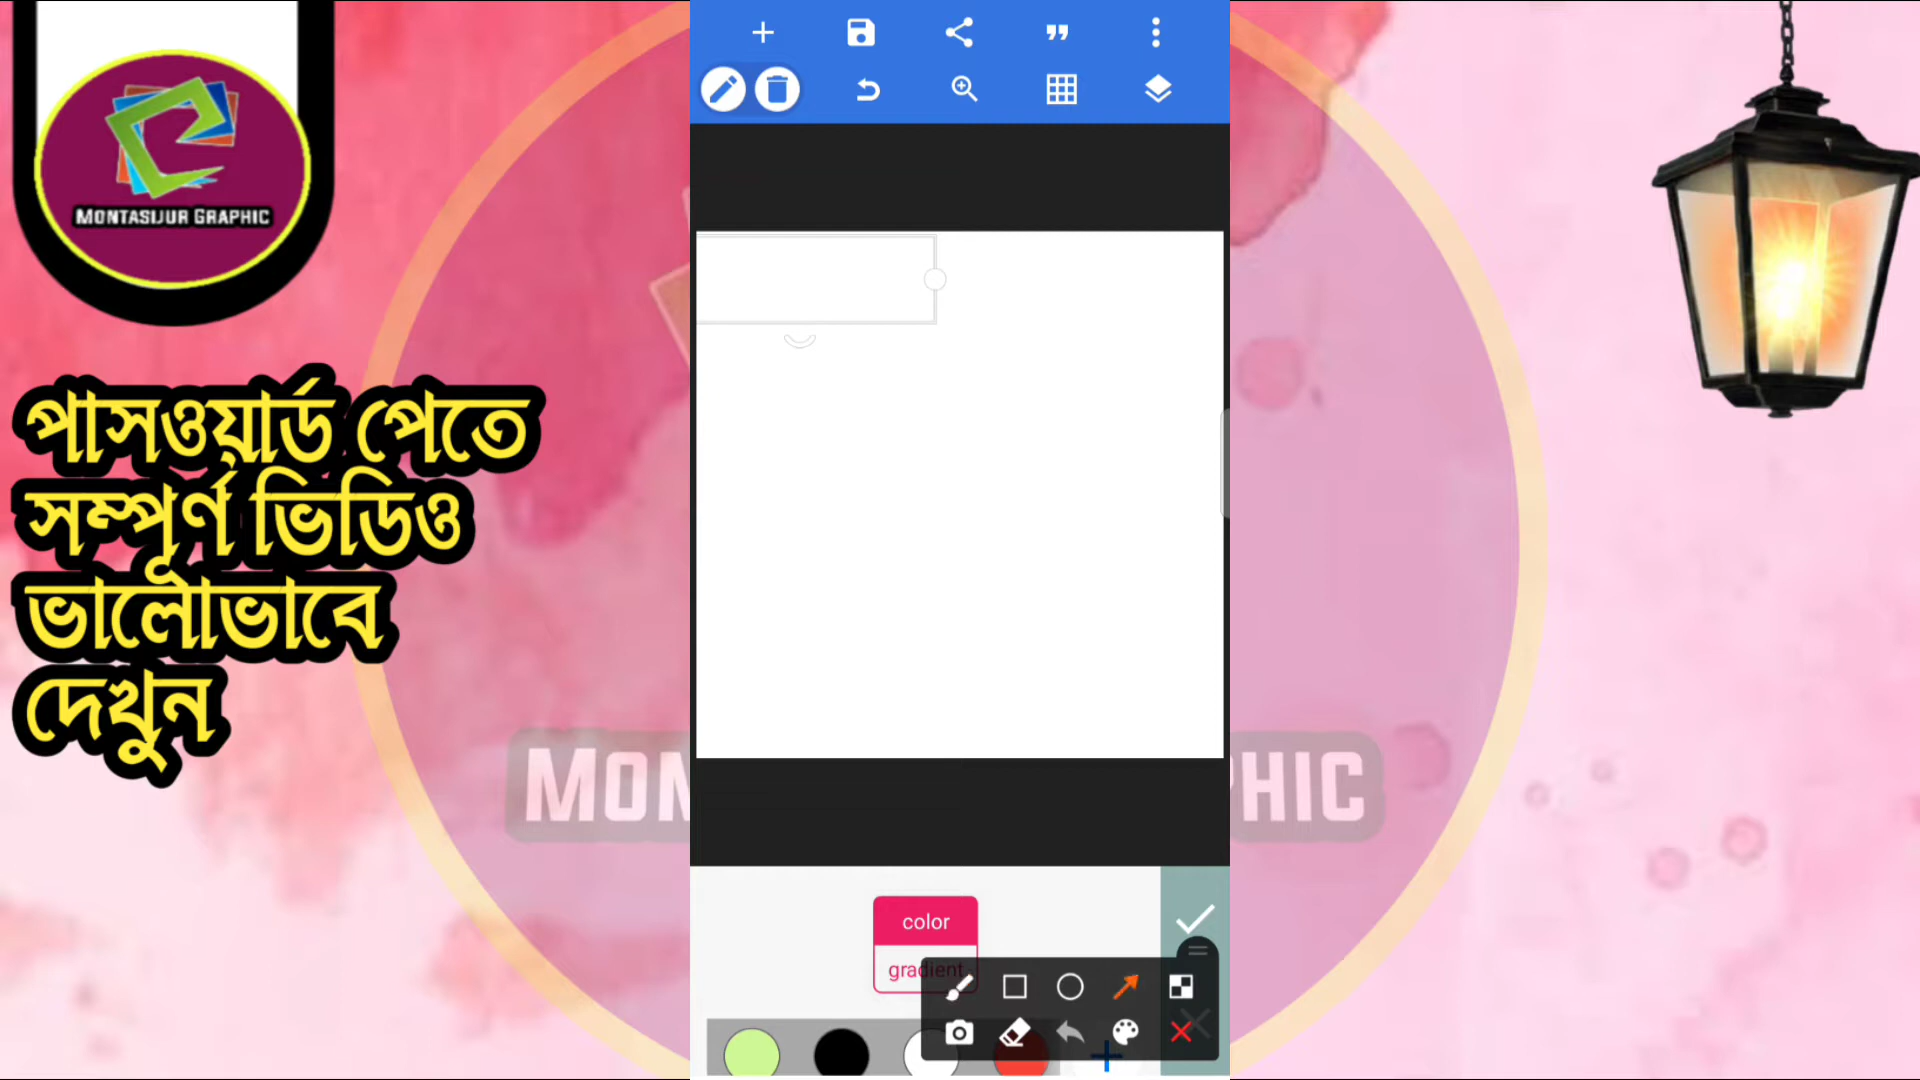 MONTASIJUR GRAPHIC
পাসওয়ার্ড পেতে
সম্পূর্ণ ভিডিও
ভালোভাবে
দেখুন
color
gradient